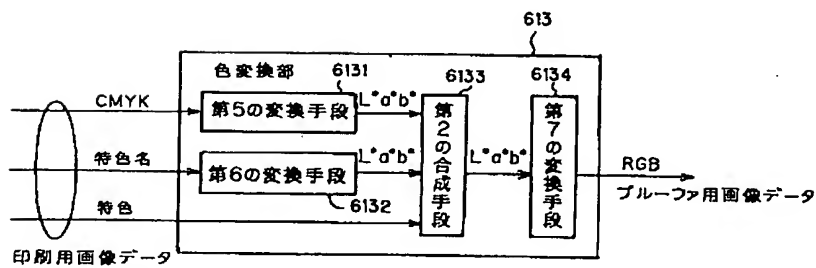 613
色変換部
6131
6133
6134
CMYK
第5の変換手段
L*a*b*
特色名
第6の変換手段
L*a*b*
6132
特色
第2の合成手段
L*a*b*
第7の変換手段
RGB
プルーファ用画像データ
印刷用画像データ